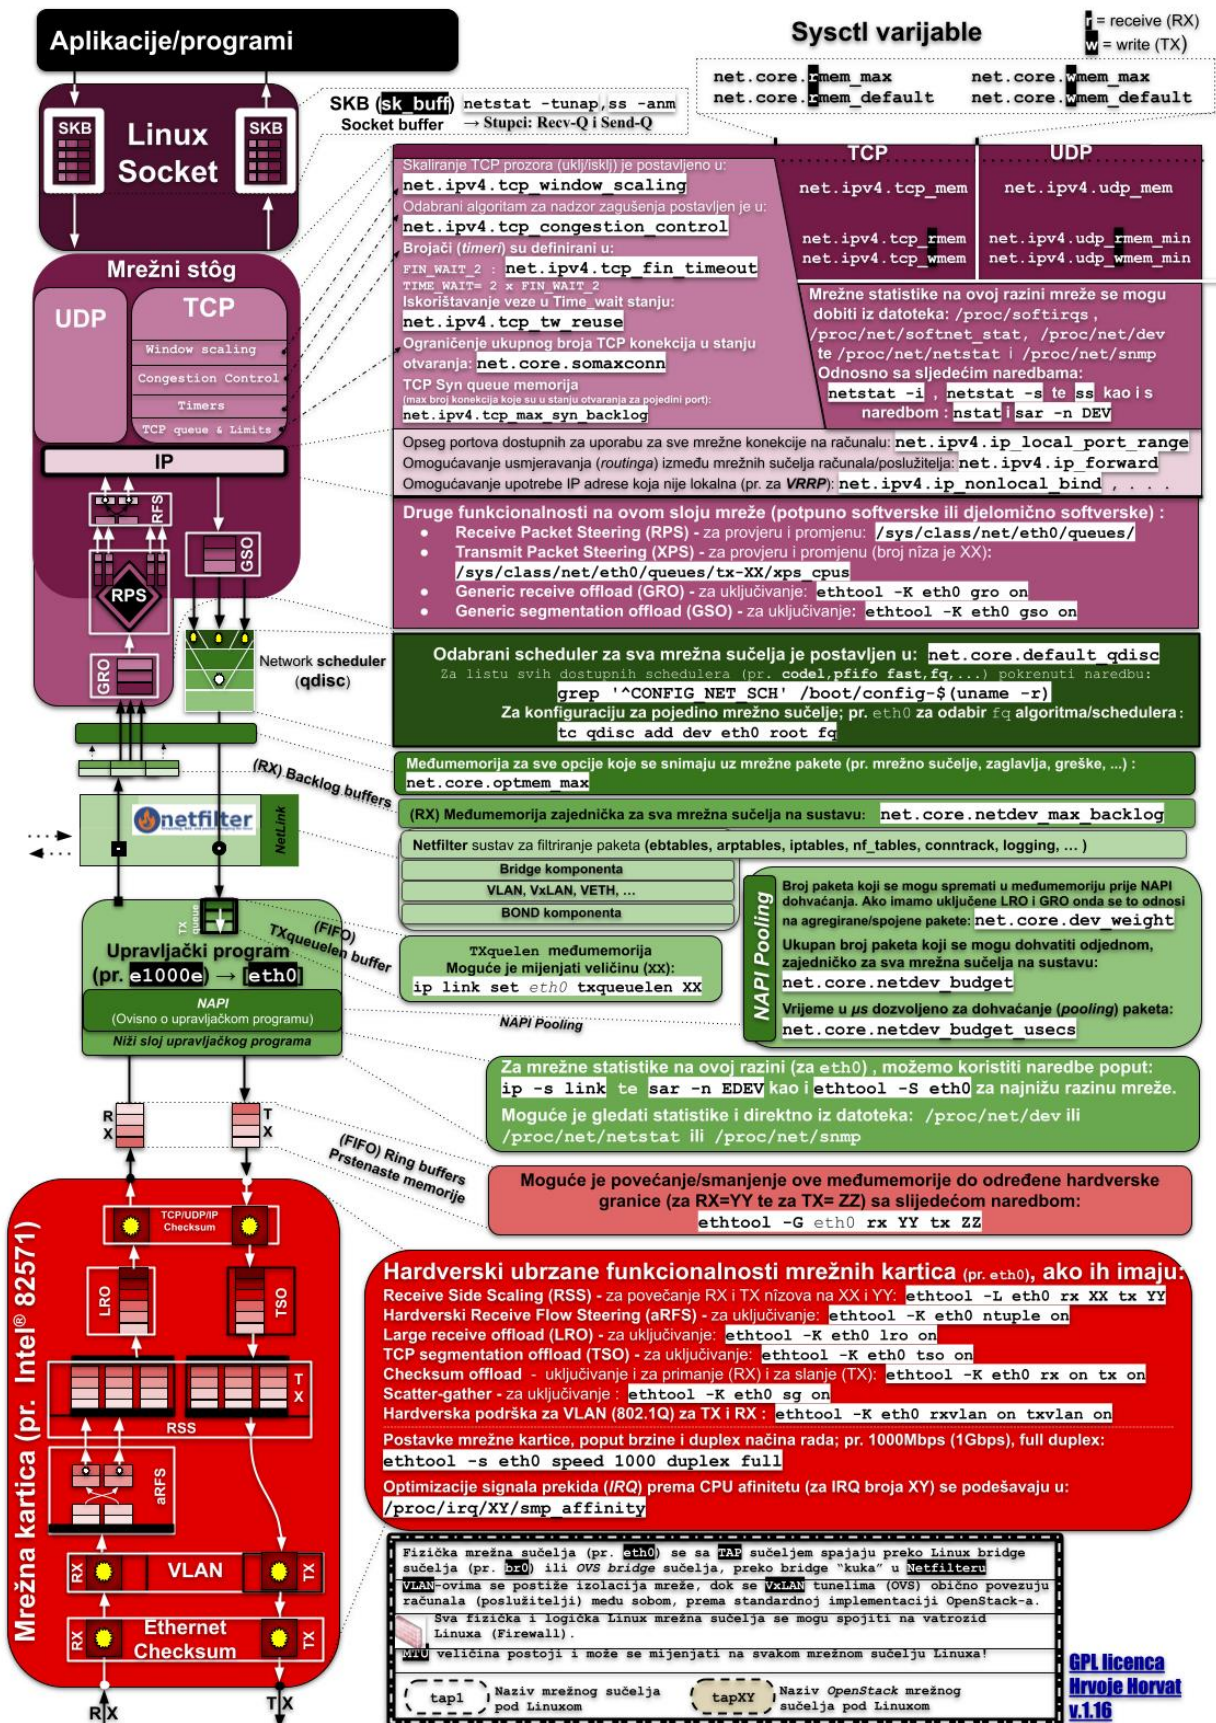 Aplikacije/programi
Sysctl varijable
r = receive (RX)
w = write (TX)
net.core.rmem_max
net.core.wmem_max
net.core.rmem_default
net.core.wmem_default
SKB
Linux
Socket
SKB
SKB (sk_buff) netstat -tunap,ss -anm
Socket buffer → Stupci: Recv-Q i Send-Q
TCP
UDP
Skaliranje TCP prozora (uklj/isklj) je postavljeno u:
net.ipv4.tcp_window_scaling
Odabrani algoritam za nadzor zagušenja postavljen je u:
net.ipv4.tcp_congestion_control
Brojači (timeri) su definirani u:
FIN_WAIT_2 : net.ipv4.tcp_fin_timeout
TIME_WAIT= 2 x FIN_WAIT_2
Iskorištavanje veze u Time_wait stanju:
net.ipv4.tcp_tw_reuse
Ograničenje ukupnog broja TCP konekcija u stanju
otvaranja: net.core.somaxconn
TCP Syn queue memorija
(max broj konekcija koje su u stanju otvaranja za pojedini port):
net.ipv4.tcp_max_syn_backlog
net.ipv4.tcp_mem
net.ipv4.udp_mem
net.ipv4.tcp_rmem
net.ipv4.udp_rmem_min
net.ipv4.tcp_wmem
net.ipv4.udp_wmem_min
Mrežne statistike na ovoj razini mreže se mogu
dobiti iz datoteka: /proc/softirqs ,
/proc/net/softnet_stat, /proc/net/dev
te /proc/net/netstat i /proc/net/snmp
Odnosno sa sljedećim naredbama:
netstat -i , netstat -s te ss kao i s
naredbom : nstat i sar -n DEV
Mrežni stôg
UDP
TCP
Window scaling
Congestion Control
Timers
TCP queue & Limits
IP
Opseg portova dostupnih za uporabu za sve mrežne konekcije na računalu: net.ipv4.ip_local_port_range
Omogućavanje usmjeravanja (routinga) između mrežnih sučelja računala/poslužitelja: net.ipv4.ip_forward
Omogućavanje upotrebe IP adrese koja nije lokalna (pr. za VRRP): net.ipv4.ip_nonlocal_bind , . . .
RFS
GSO
RPS
GRO
Druge funkcionalnosti na ovom sloju mreže (potpuno softverske ili djelomično softverske) :
● Receive Packet Steering (RPS) - za provjeru i promjenu: /sys/class/net/eth0/queues/
● Transmit Packet Steering (XPS) - za provjeru i promjenu (broj nîza je XX):
/sys/class/net/eth0/queues/tx-XX/xps_cpus
● Generic receive offload (GRO) - za uključivanje: ethtool -K eth0 gro on
● Generic segmentation offload (GSO) - za uključivanje: ethtool -K eth0 gso on
Network scheduler
(qdisc)
Odabrani scheduler za sva mrežna sučelja je postavljen u: net.core.default_qdisc
Za listu svih dostupnih schedulera (pr. codel,pfifo fast,fq,...) pokrenuti naredbu:
grep '^CONFIG_NET_SCH' /boot/config-$(uname -r)
Za konfiguraciju za pojedino mrežno sučelje; pr. eth0 za odabir fq algoritma/schedulera :
tc qdisc add dev eth0 root fq
(RX) Backlog buffers
Međumemorija za sve opcije koje se snimaju uz mrežne pakete (pr. mrežno sučelje, zaglavlja, greške, ...) :
net.core.optmem_max
(RX) Međumemorija zajednička za sva mrežna sučelja na sustavu: net.core.netdev_max_backlog
netfilter
NetLink
Netfilter sustav za filtriranje paketa (ebtables, arptables, iptables, nf_tables, conntrack, logging, ... )
Bridge komponenta
VLAN, VxLAN, VETH, ...
BOND komponenta
NAPI Pooling
Broj paketa koji se mogu spremati u međumemoriju prije NAPI
dohvaćanja. Ako imamo uključene LRO i GRO onda se to odnosi
na agregirane/spojene pakete: net.core.dev_weight
Ukupan broj paketa koji se mogu dohvatiti odjednom,
zajedničko za sva mrežna sučelja na sustavu:
net.core.netdev_budget
Vrijeme u µs dozvoljeno za dohvaćanje (pooling) paketa:
net.core.netdev_budget_usecs
TX
queue
(FIFO)
TXqueuelen buffer
Upravljački program
(pr. e1000e) → [eth0]
NAPI
(Ovisno o upravljačkom programu)
Niži sloj upravljačkog programa
TXquelen međumemorija
Moguće je mijenjati veličinu (XX):
ip link set eth0 txqueuelen XX
NAPI Pooling
Za mrežne statistike na ovoj razini (za eth0) , možemo koristiti naredbe poput:
ip -s link te sar -n EDEV kao i ethtool -S eth0 za najnižu razinu mreže.
Moguće je gledati statistike i direktno iz datoteka: /proc/net/dev ili
/proc/net/netstat ili /proc/net/snmp
RX
TX
(FIFO) Ring buffers
Prstenaste memorije
Moguće je povećanje/smanjenje ove međumemorije do određene hardverske
granice (za RX=YY te za TX= ZZ) sa slijedećom naredbom:
ethtool -G eth0 rx YY tx ZZ
Mrežna kartica (pr. Intel® 82571)
TCP/UDP/IP
Checksum
LRO
TSO
TX
RSS
aRFS
RX
VLAN
TX
RX
Ethernet
Checksum
TX
RX
TX
Hardverski ubrzane funkcionalnosti mrežnih kartica (pr. eth0), ako ih imaju:
Receive Side Scaling (RSS) - za povećanje RX i TX nîzova na XX i YY: ethtool -L eth0 rx XX tx YY
Hardverski Receive Flow Steering (aRFS) - za uključivanje: ethtool -K eth0 ntuple on
Large receive offload (LRO) - za uključivanje: ethtool -K eth0 lro on
TCP segmentation offload (TSO) - za uključivanje: ethtool -K eth0 tso on
Checksum offload - uključivanje i za primanje (RX) i za slanje (TX): ethtool -K eth0 rx on tx on
Scatter-gather - za uključivanje : ethtool -K eth0 sg on
Hardverska podrška za VLAN (802.1Q) za TX i RX : ethtool -K eth0 rxvlan on txvlan on
Postavke mrežne kartice, poput brzine i duplex načina rada; pr. 1000Mbps (1Gbps), full duplex:
ethtool -s eth0 speed 1000 duplex full
Optimizacije signala prekida (IRQ) prema CPU afinitetu (za IRQ broja XY) se podešavaju u:
/proc/irq/XY/smp_affinity
Fizička mrežna sučelja (pr. eth0) se sa TAP sučeljem spajaju preko Linux bridge
sučelja (pr. br0) ili OVS bridge sučelja, preko bridge “kuka” u Netfilteru
VLAN-ovima se postiže izolacija mreže, dok se VxLAN tunelima (OVS) obično povezuju
računala (poslužitelji) među sobom, prema standardnoj implementaciji OpenStack-a.
Sva fizička i logička Linux mrežna sučelja se mogu spojiti na vatrozid
Linuxa (Firewall).
MTU veličina postoji i može se mijenjati na svakom mrežnom sučelju Linuxa!
tap1
Naziv mrežnog sučelja
pod Linuxom
tapXY
Naziv OpenStack mrežnog
sučelja pod Linuxom
GPL licenca
Hrvoje Horvat
v.1.16